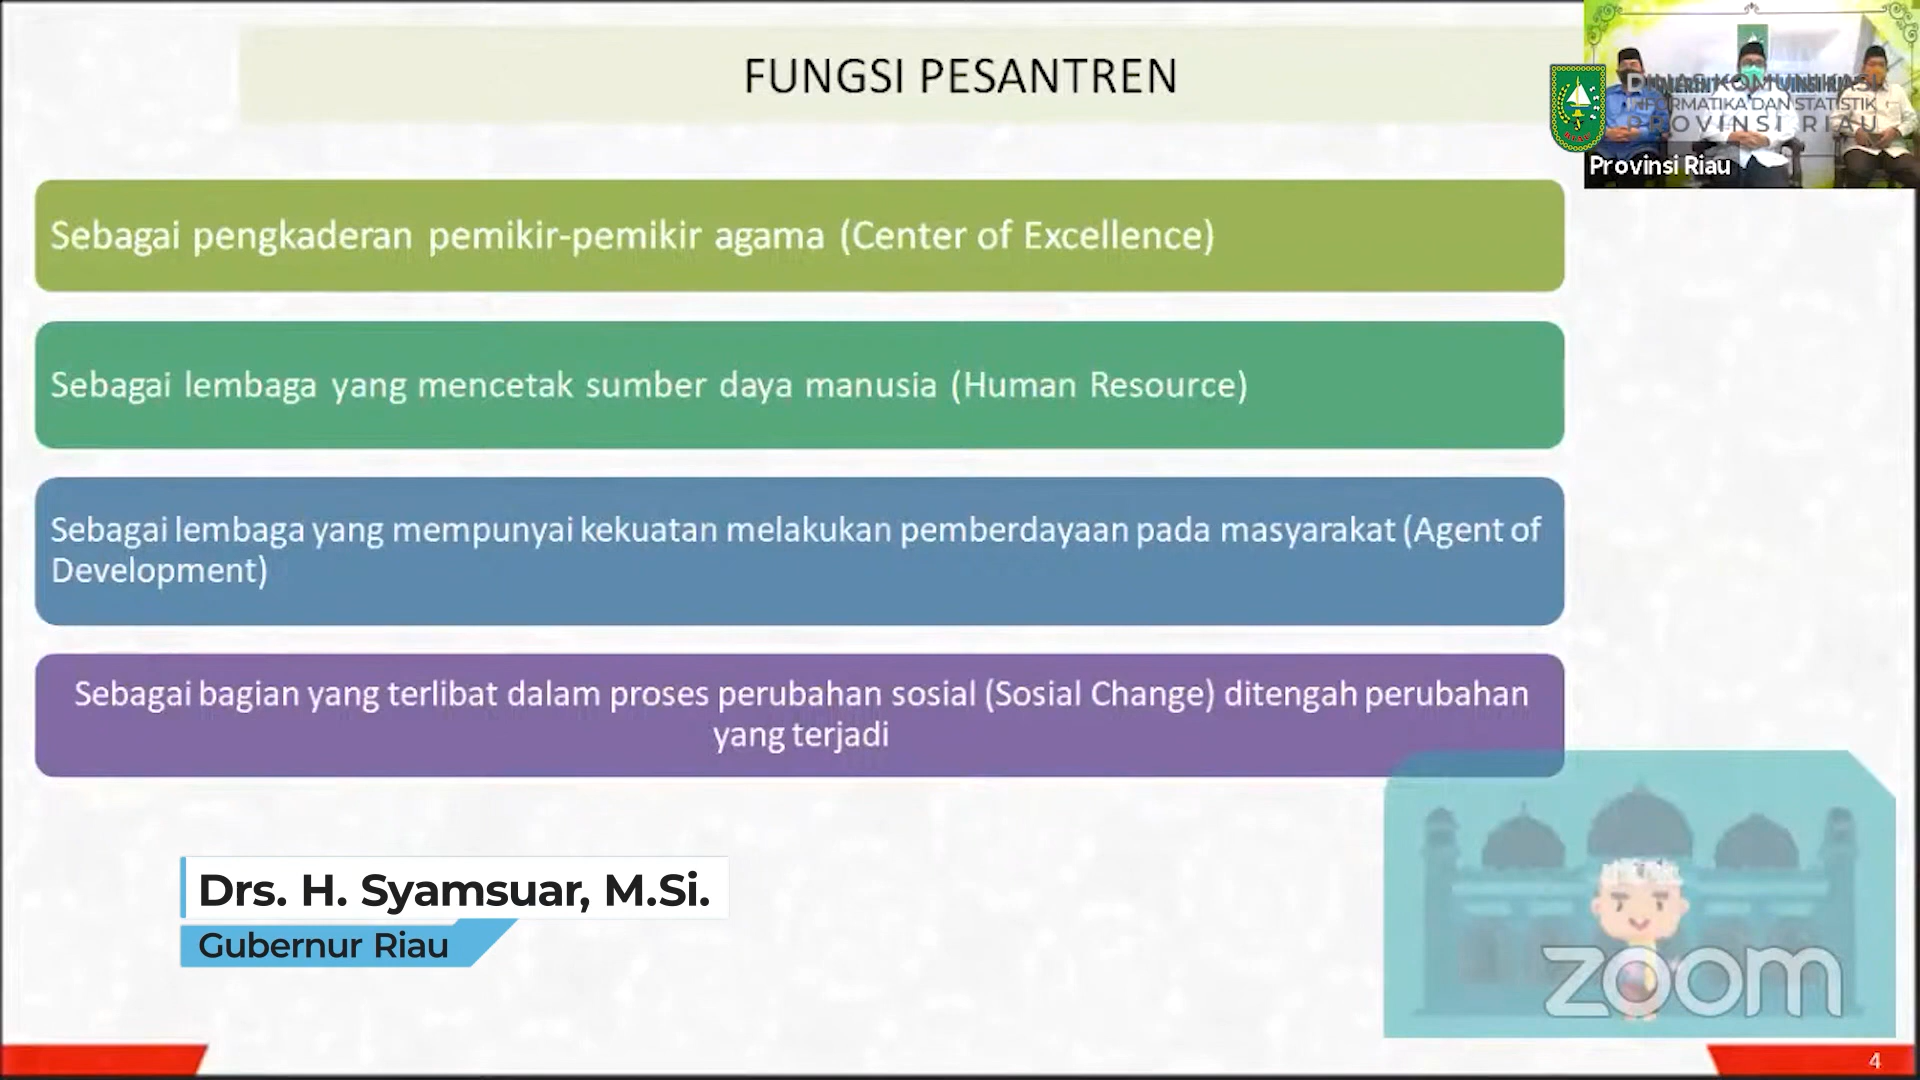 FUNGSI PESANTREN
DINAS KOMUNIKASI
INFORMATIKA DAN STATISTIK
PROVINSI RIAU
Provinsi Riau
Sebagai pengkaderan pemikir-pemikir agama (Center of Excellence)
Sebagai lembaga yang mencetak sumber daya manusia (Human Resource)
Sebagai lembaga yang mempunyai kekuatan melakukan pemberdayaan pada masyarakat (Agent of
Development)
Sebagai bagian yang terlibat dalam proses perubahan sosial (Sosial Change) ditengah perubahan
yang terjadi
Drs. H. Syamsuar, M.Si.
Gubernur Riau
zoom
4